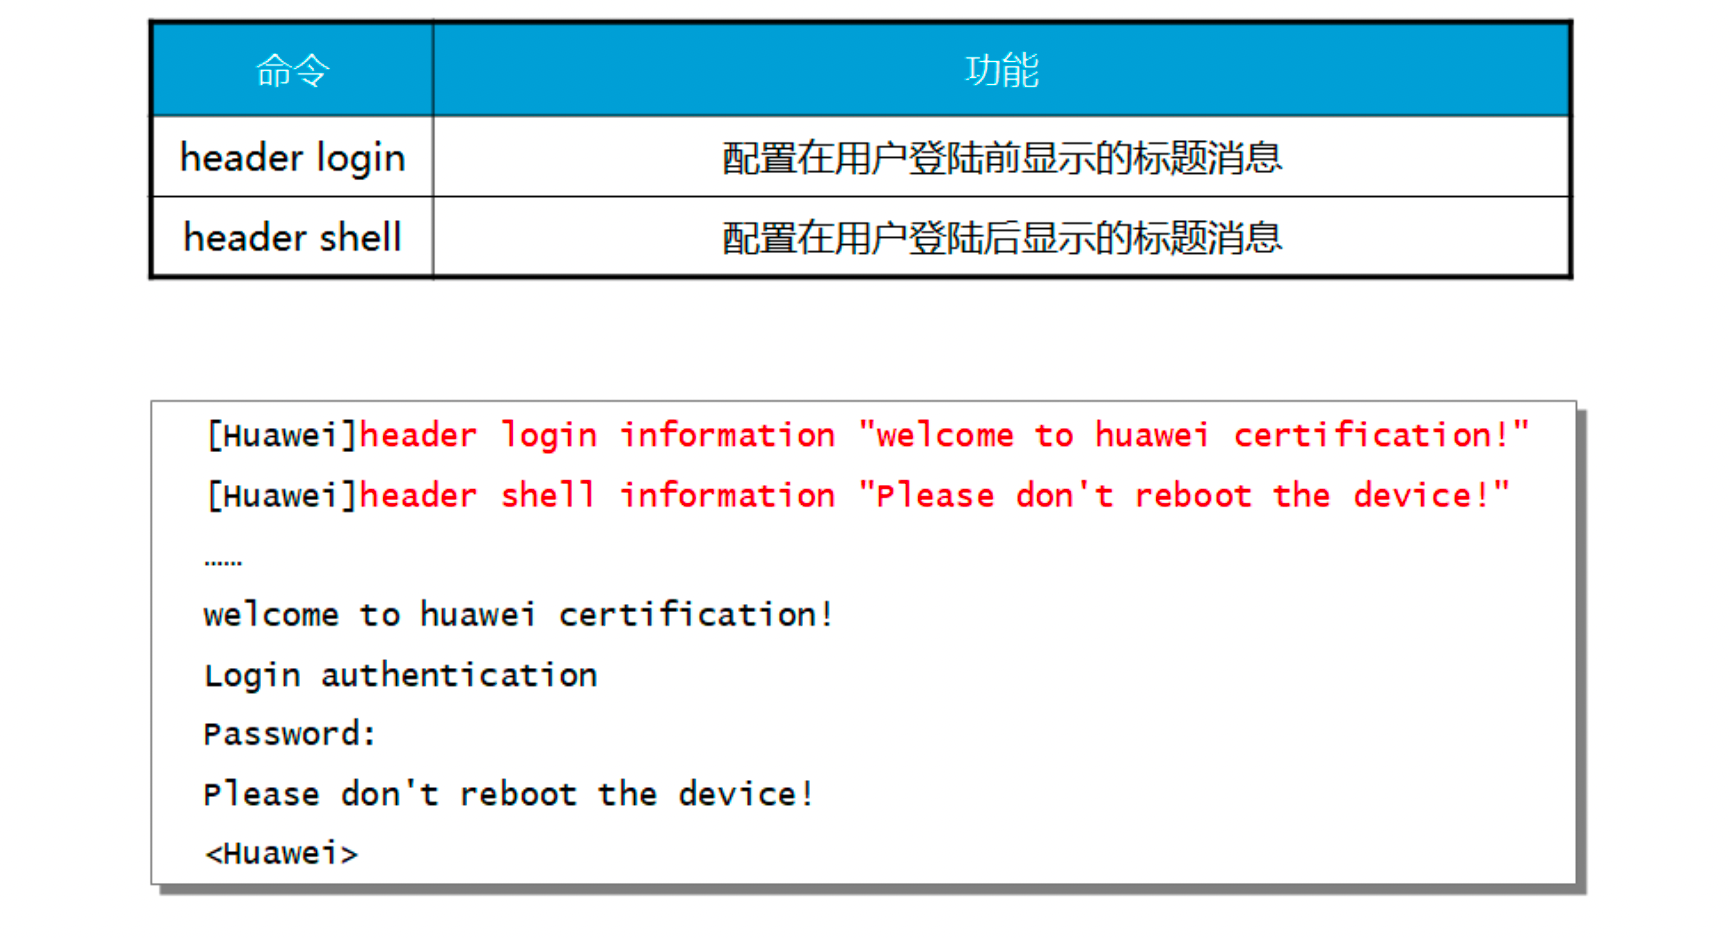 命令 功能
header login 配置在用户登陆前显示的标题消息
header shell 配置在用户登陆后显示的标题消息
[Huawei]header login information "welcome to huawei certification!"
[Huawei]header shell information "Please don't reboot the device!"
……
welcome to huawei certification!
Login authentication
Password:
Please don't reboot the device!
<Huawei>